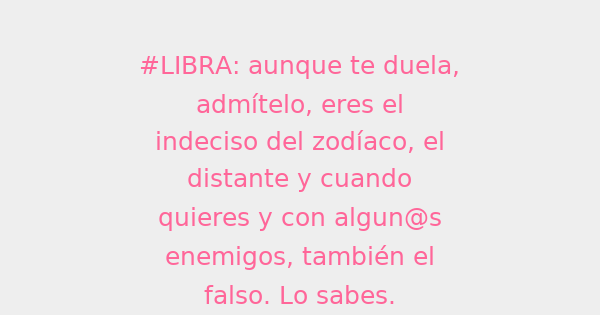 #LIBRA: aunque te duela,
admítelo, eres el
indeciso del zodíaco, el
distante y cuando
quieres y con algun@s
enemigos, también el
falso. Lo sabes.